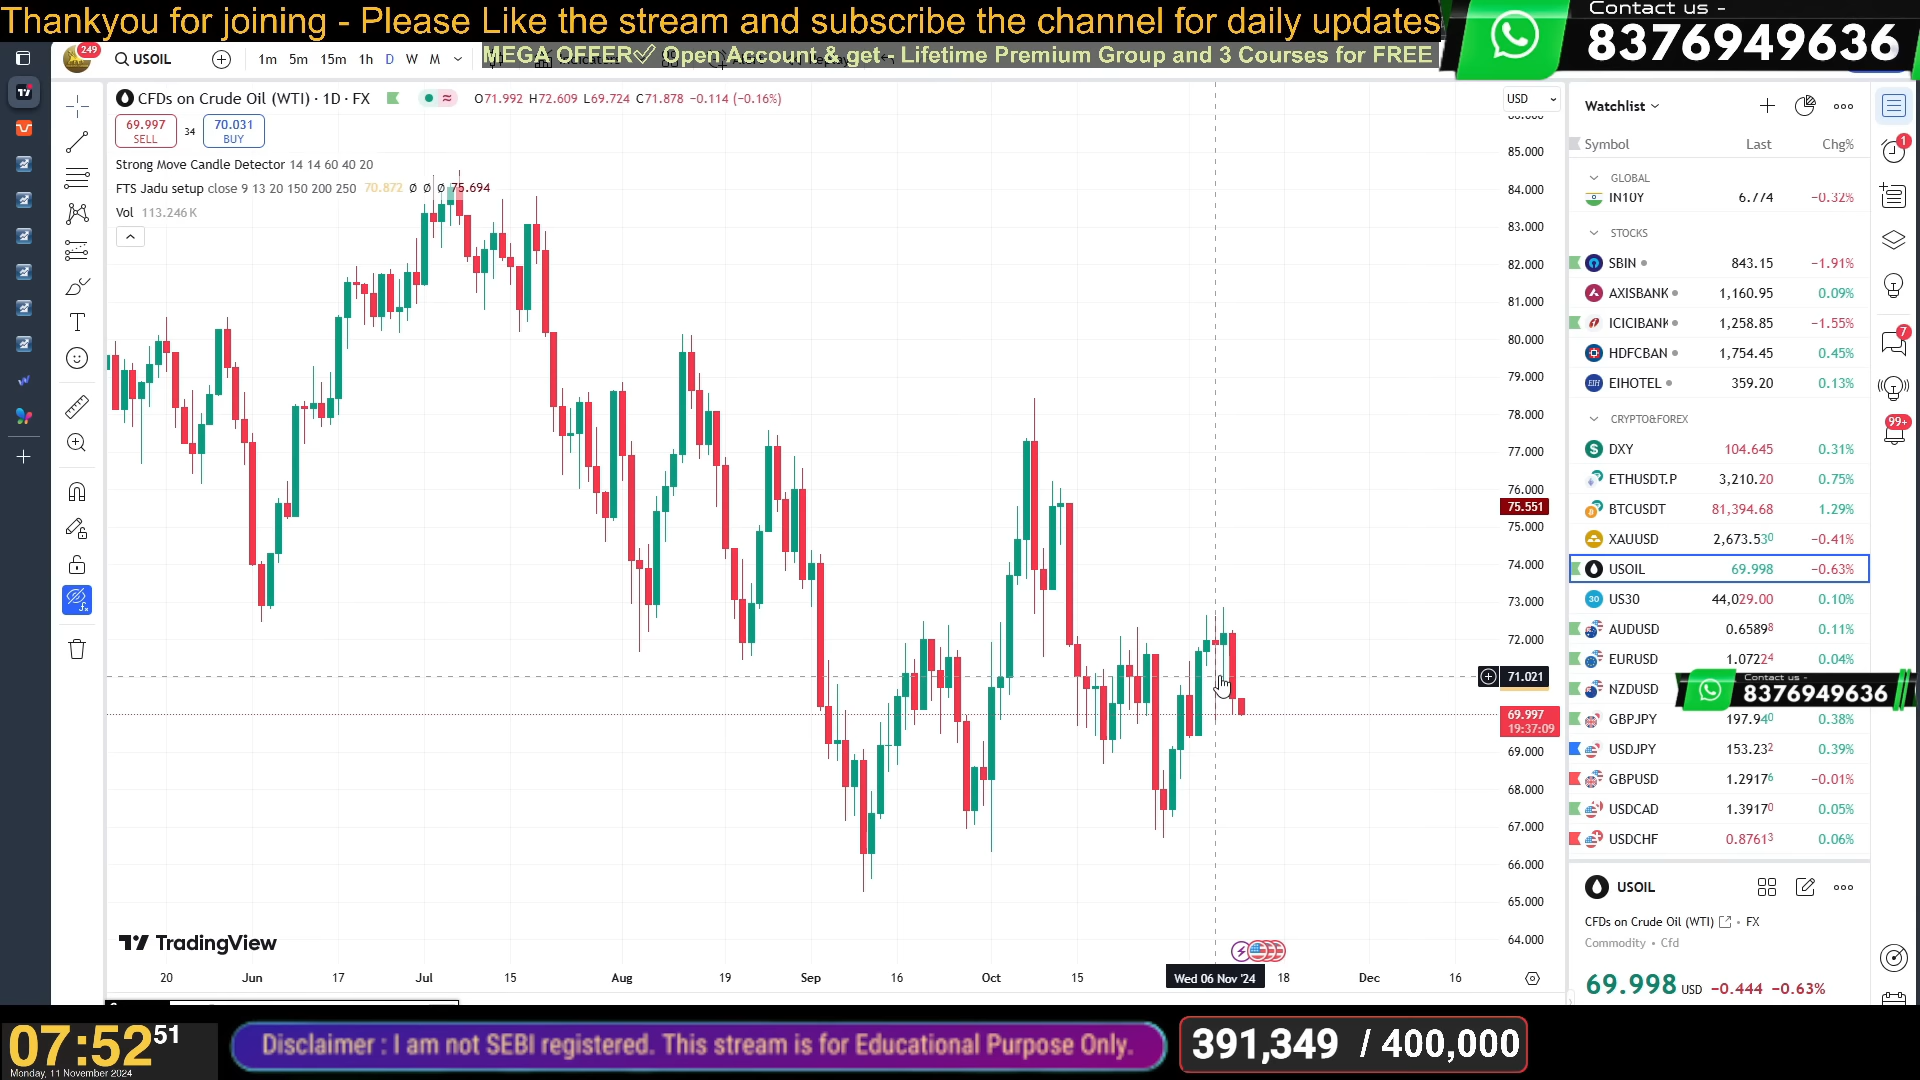 Thankyou for joining - Please Like the stream and subscribe the channel for daily updates
MEGA OFFER✓ Open Account & get - Lifetime Premium Group and 3 Courses for FREE
Contact us -
8376949636
249
USOIL
1m 5m 15m 1h D W M
CFDs on Crude Oil (WTI) · 1D · FX
O71.992 H72.609 L69.724 C71.878 −0.114 (−0.16%)
USD
69.997
SELL
34
70.031
BUY
Strong Move Candle Detector 14 14 60 40 20
FTS Jadu setup close 9 13 20 150 200 250 70.872 Ø Ø Ø 75.694
Vol 113.246 K
85.000
84.000
83.000
82.000
81.000
80.000
79.000
78.000
77.000
76.000
75.551
75.000
74.000
73.000
72.000
71.021
69.997
19:37:09
69.000
68.000
67.000
66.000
65.000
64.000
TradingView
20 Jun 17 Jul 15 Aug 19 Sep 16 Oct 15 Wed 06 Nov '24 18 Dec 16
Watchlist
Symbol Last Chg%
GLOBAL
IN10Y 6.774 −0.32%
STOCKS
SBIN 843.15 −1.91%
AXISBANK 1,160.95 0.09%
ICICIBANK 1,258.85 −1.55%
HDFCBAN 1,754.45 0.45%
EIHOTEL 359.20 0.13%
CRYPTO&FOREX
DXY 104.645 0.31%
ETHUSDT.P 3,210.20 0.75%
BTCUSDT 81,394.68 1.29%
XAUUSD 2,673.530 −0.41%
USOIL 69.998 −0.63%
US30 44,029.00 0.10%
AUDUSD 0.65898 0.11%
EURUSD 1.07224 0.04%
NZDUSD
Contact us -
8376949636
GBPJPY 197.940 0.38%
USDJPY 153.232 0.39%
GBPUSD 1.29176 −0.01%
USDCAD 1.39170 0.05%
USDCHF 0.87613 0.06%
USOIL
CFDs on Crude Oil (WTI) · FX
Commodity · Cfd
69.998 USD −0.444 −0.63%
1
7
99+
07:52 51
Monday, 11 November 2024
Disclaimer : I am not SEBI registered. This stream is for Educational Purpose Only.
391,349 / 400,000